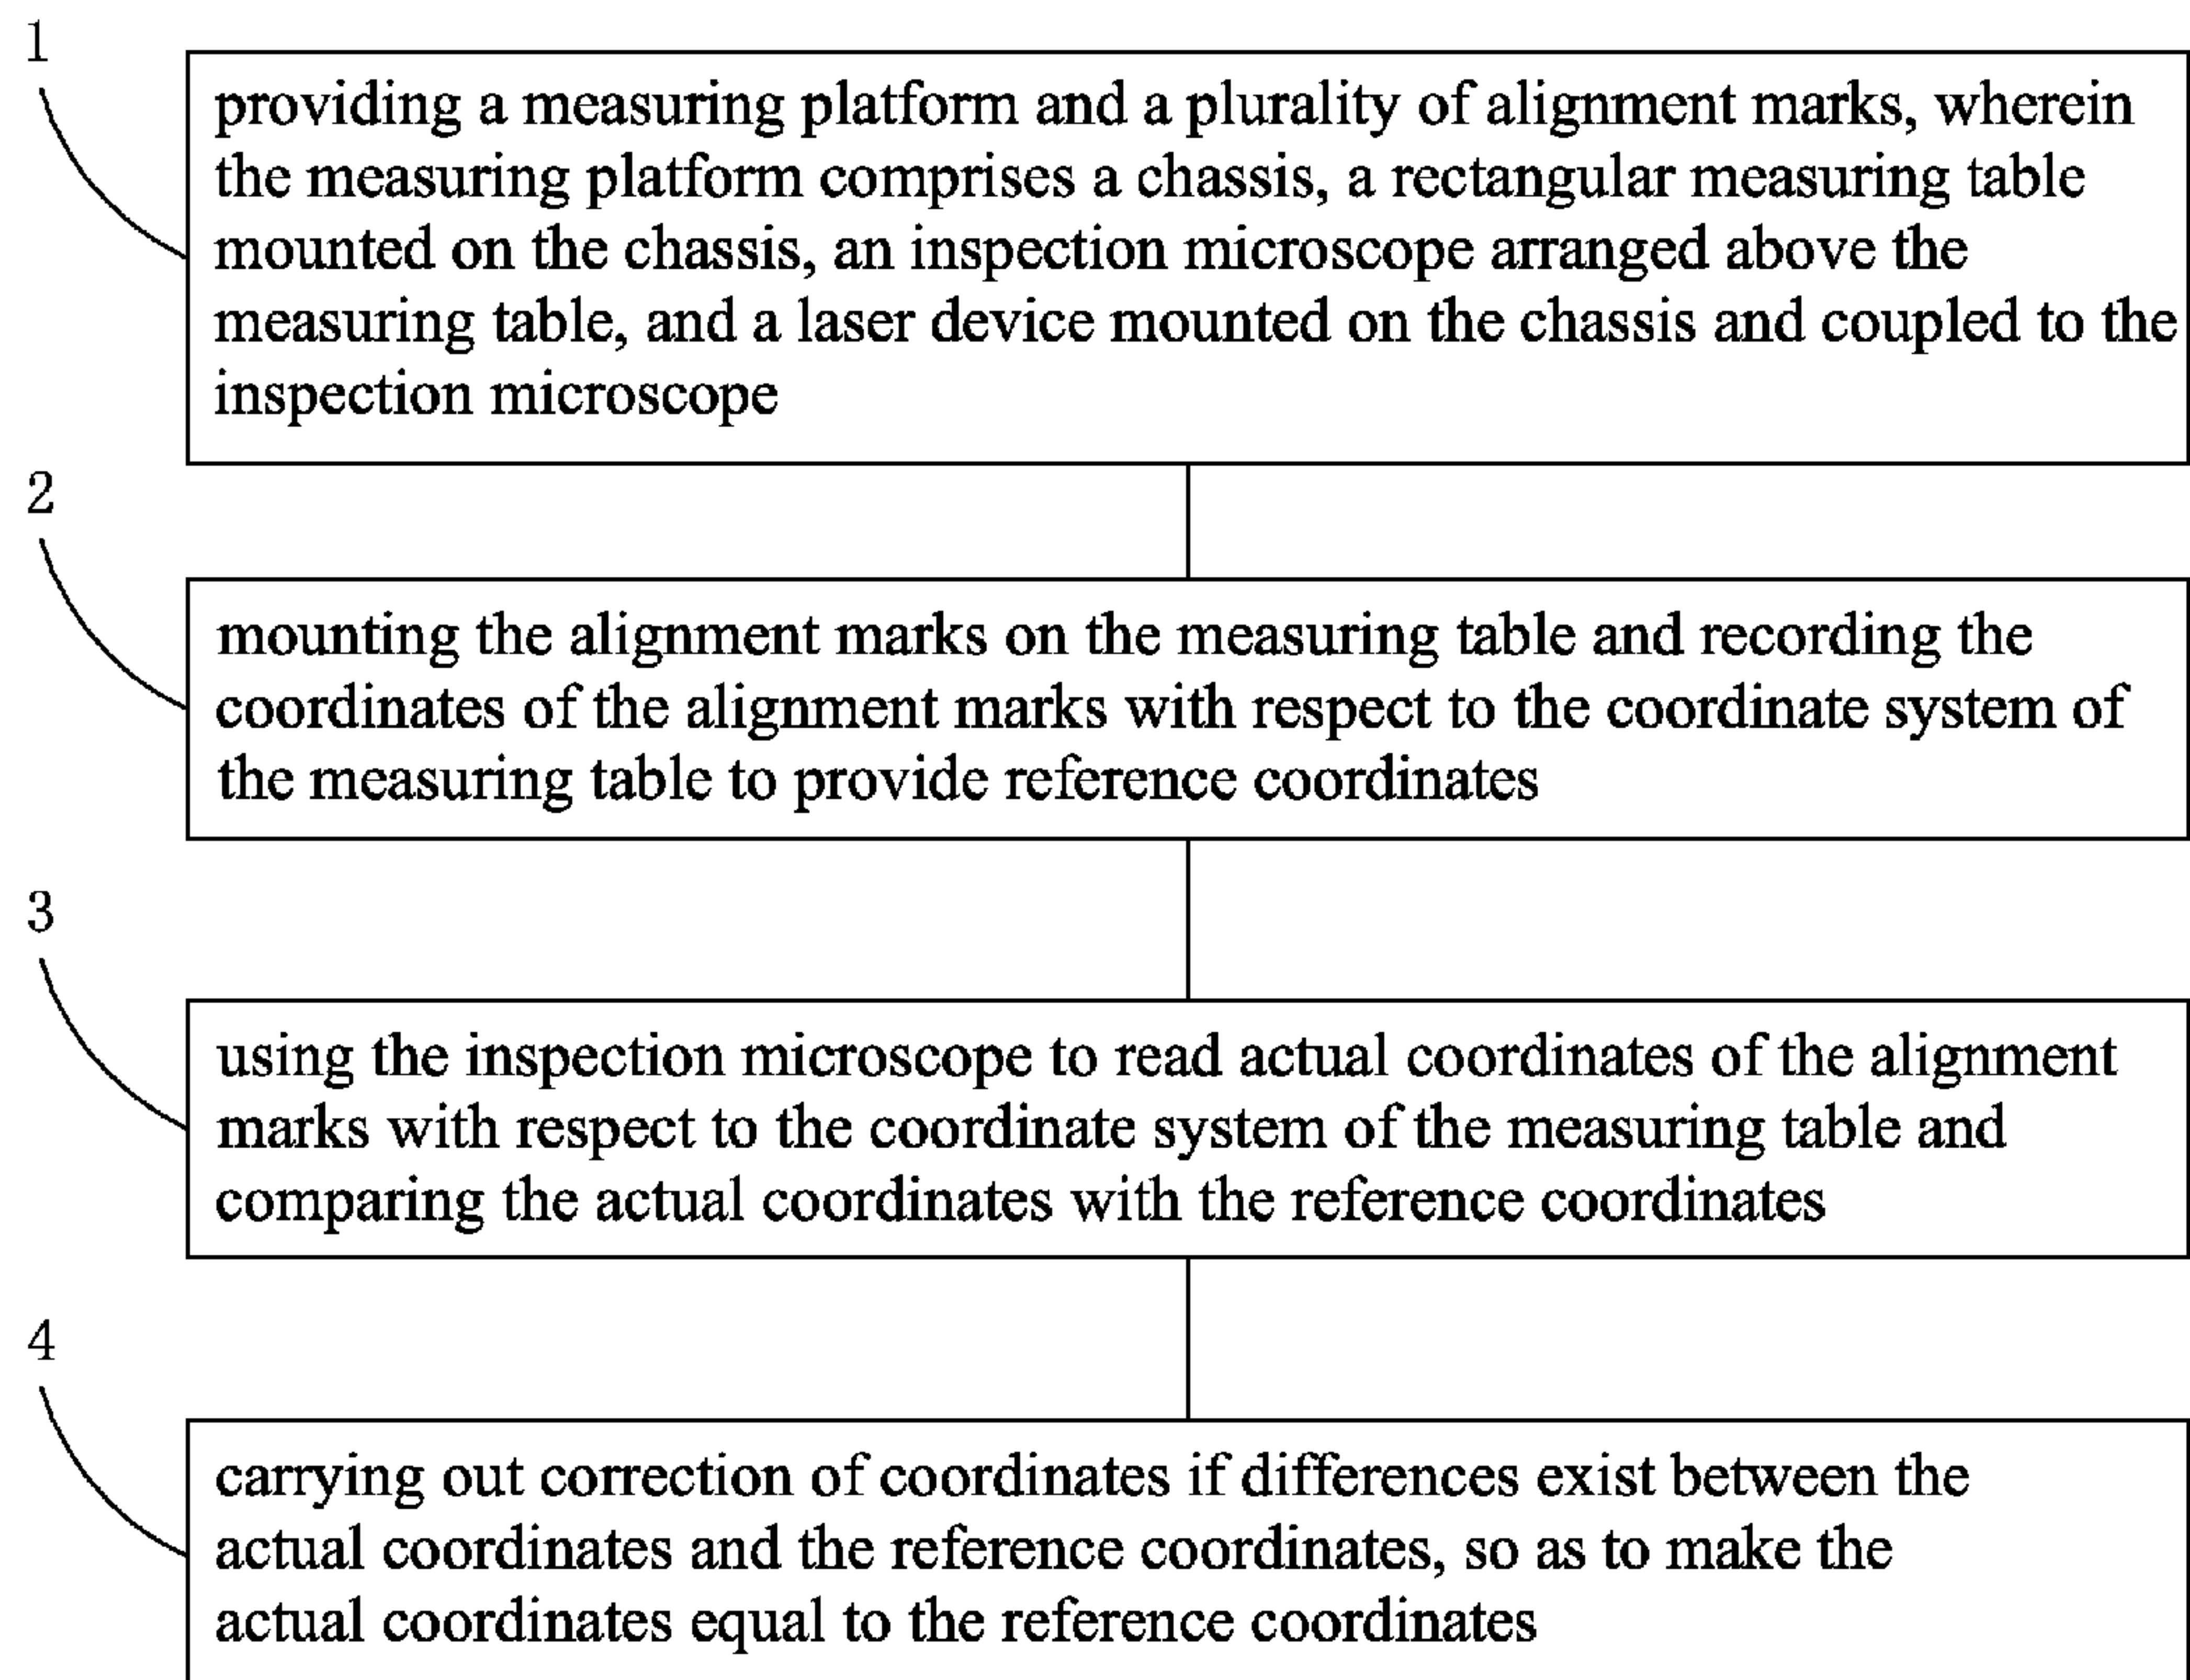 1
providing a measuring platform and a plurality of alignment marks, wherein
the measuring platform comprises a chassis, a rectangular measuring table
mounted on the chassis, an inspection microscope arranged above the
measuring table, and a laser device mounted on the chassis and coupled to the
inspection microscope
2
mounting the alignment marks on the measuring table and recording the
coordinates of the alignment marks with respect to the coordinate system of
the measuring table to provide reference coordinates
3
using the inspection microscope to read actual coordinates of the alignment
marks with respect to the coordinate system of the measuring table and
comparing the actual coordinates with the reference coordinates
4
carrying out correction of coordinates if differences exist between the
actual coordinates and the reference coordinates, so as to make the
actual coordinates equal to the reference coordinates